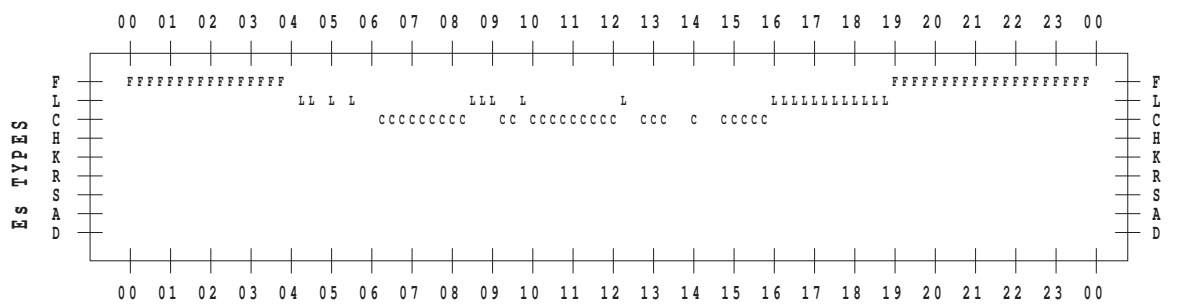 00 01 02 03 04 05 06 07 08 09 10 11 12 13 14 15 16 17 18 19 20 21 22 23 00
F FFFFFFFFFFFFFFFF FFFFFFFFFFFFFFFFFFFF F
L LL L L LLL L L LLLLLLLLLLLL L
C CCCCCCCCC CC CCCCCCCCC CCC C CCCCC C
H H
K K
R R
S S
A A
D D
Es TYPES
00 01 02 03 04 05 06 07 08 09 10 11 12 13 14 15 16 17 18 19 20 21 22 23 00